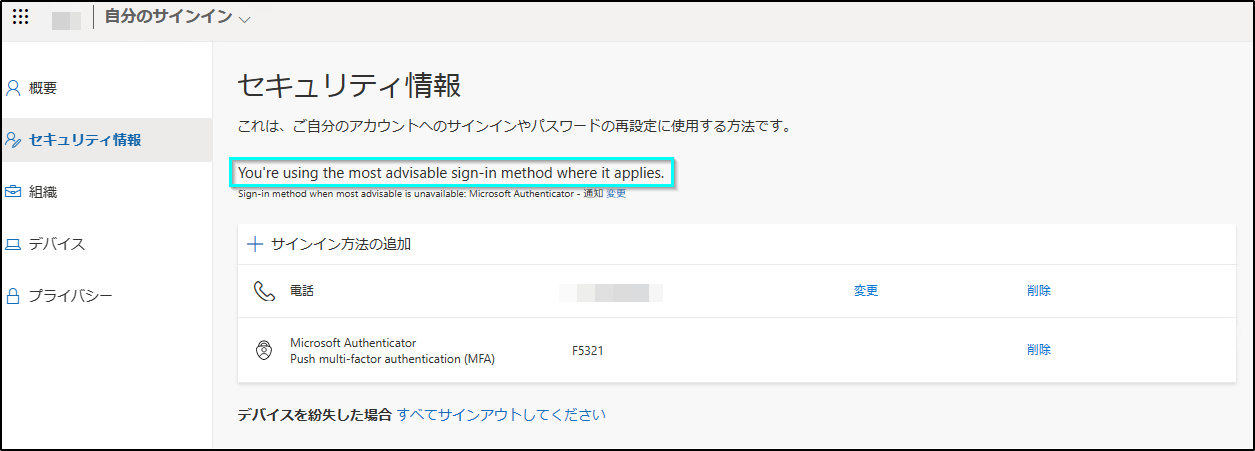 自分のサインイン
概要
セキュリティ情報
組織
デバイス
プライバシー
セキュリティ情報
これは、ご自分のアカウントへのサインインやパスワードの再設定に使用する方法です。
You're using the most advisable sign-in method where it applies.
Sign-in method when most advisable is unavailable: Microsoft Authenticator - 通知 変更
サインイン方法の追加
電話 変更 削除
Microsoft Authenticator
Push multi-factor authentication (MFA) F5321 削除
デバイスを紛失した場合 すべてサインアウトしてください